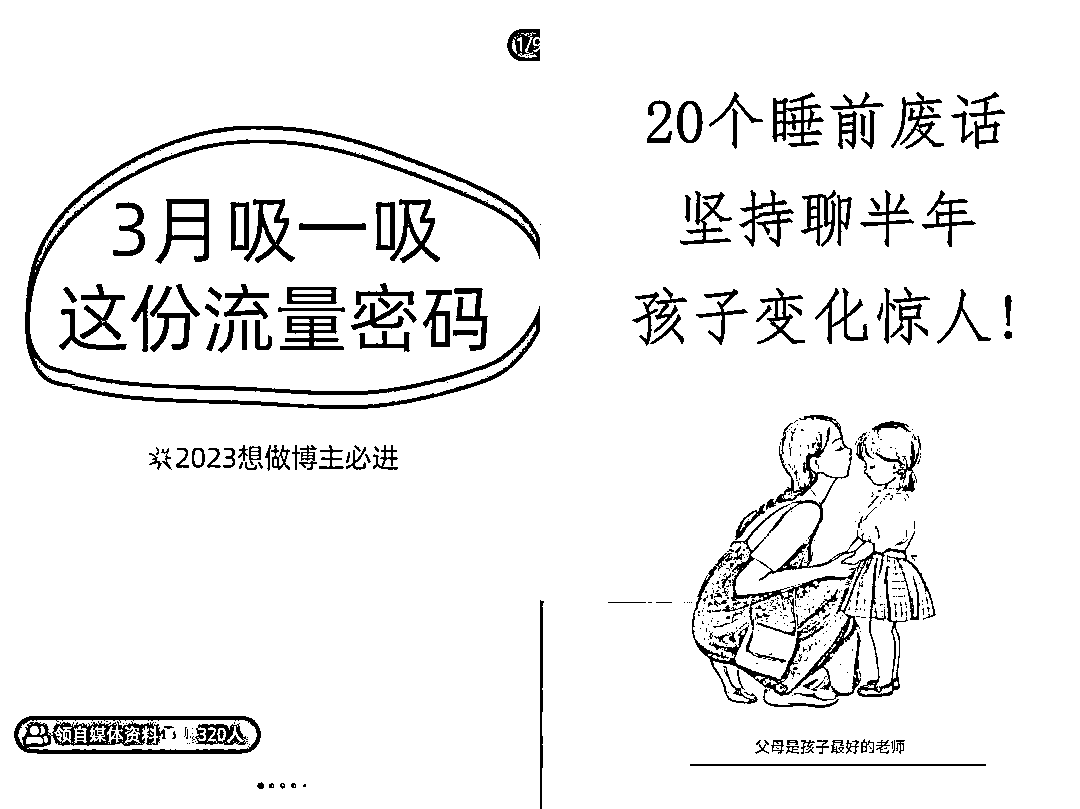 1/9
3月吸一吸
这份流量密码
2023想做博主必进
领自媒体资料
320人
20个睡前废话
坚持聊半年
孩子变化惊人!
父母是孩子最好的老师